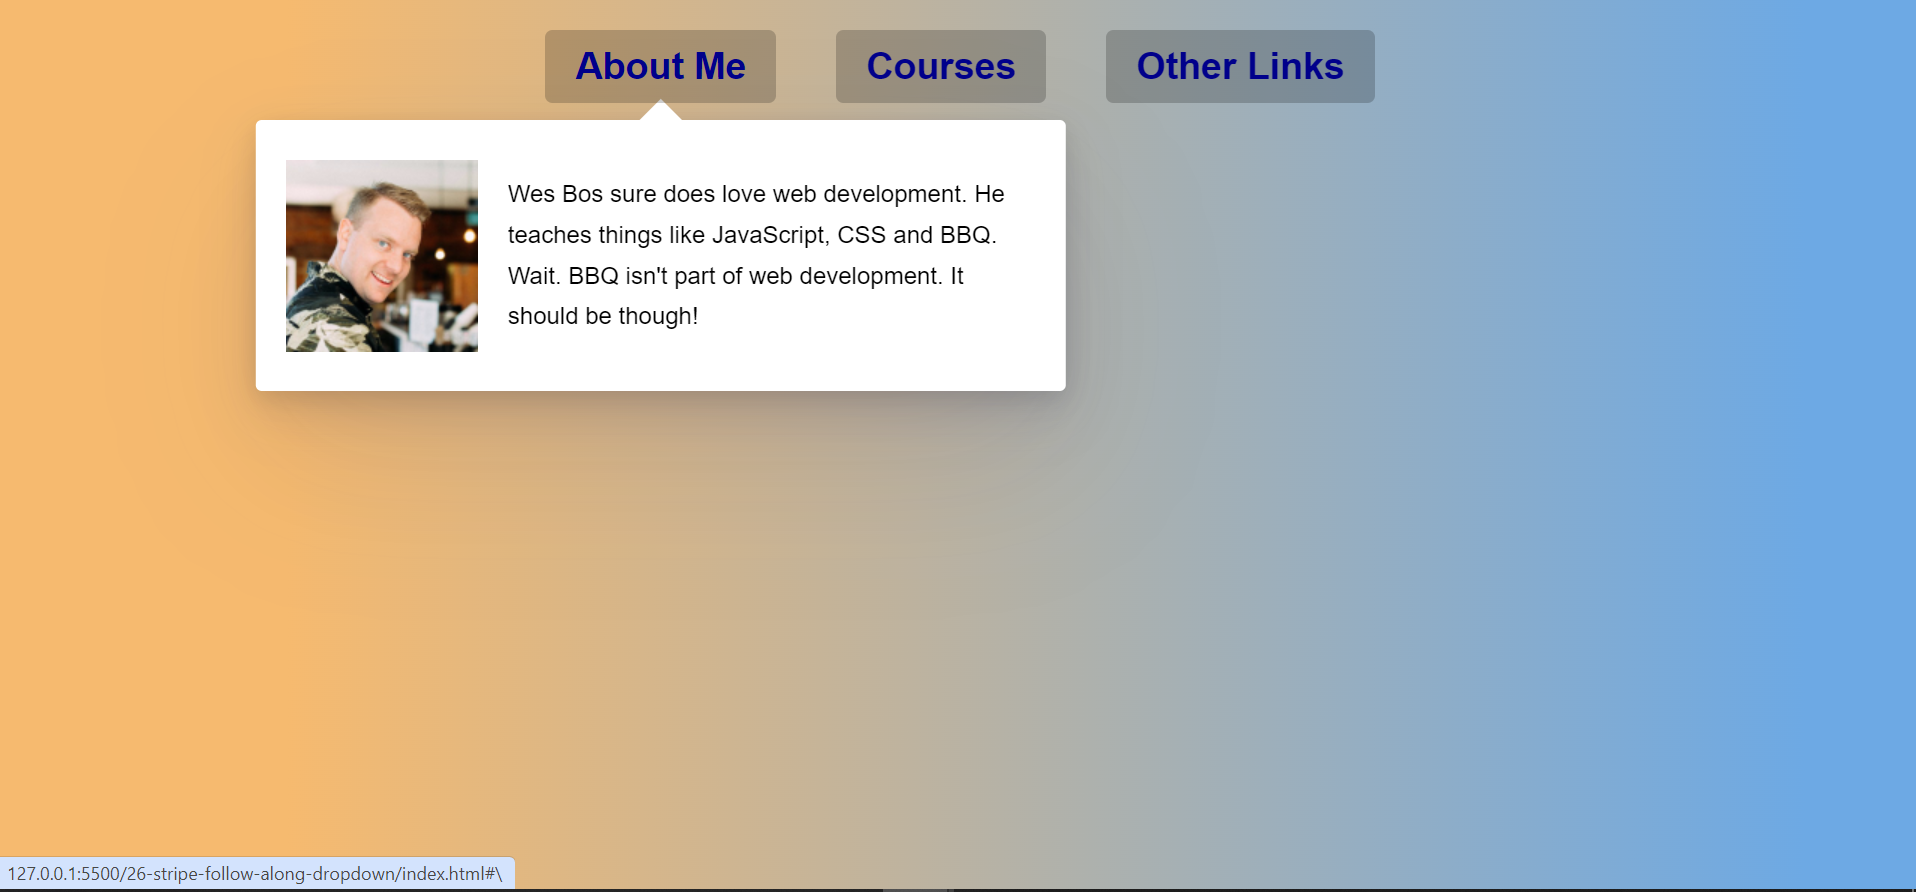 About Me
Courses
Other Links
Wes Bos sure does love web development. He
teaches things like JavaScript, CSS and BBQ.
Wait. BBQ isn't part of web development. It
should be though!
127.0.0.1:5500/26-stripe-follow-along-dropdown/index.html#\